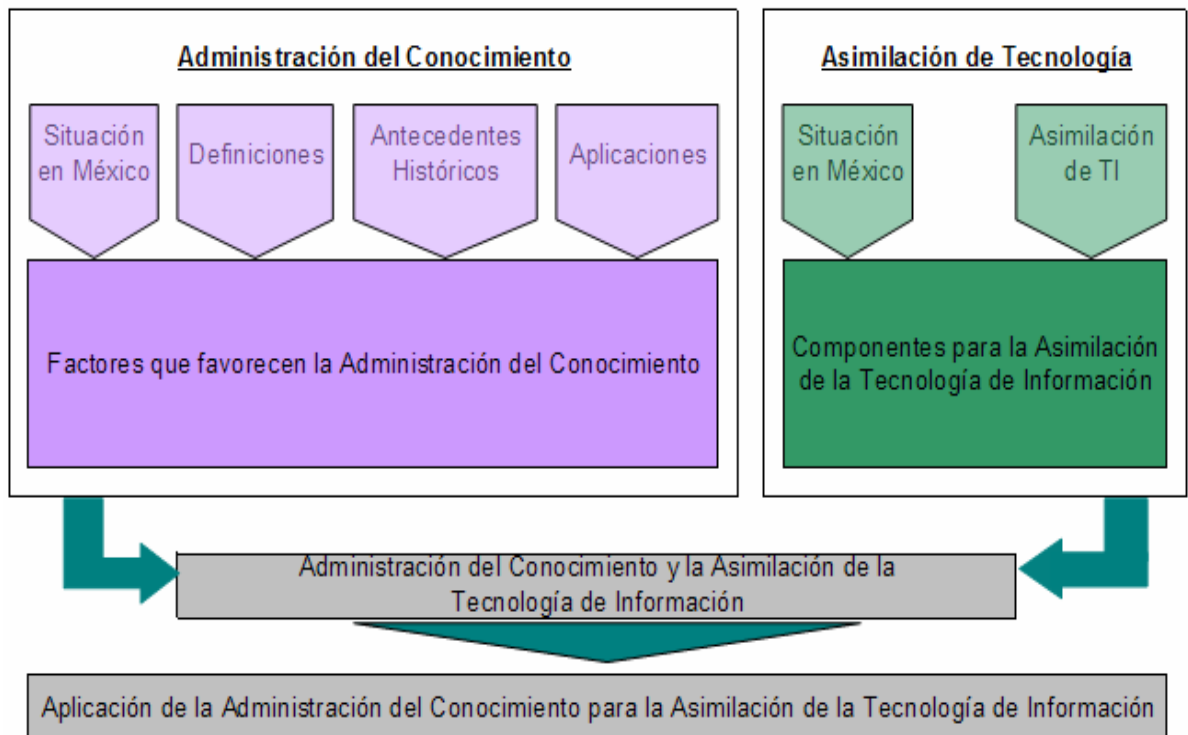 Administración del Conocimiento
Situación
en México
Definiciones
Antecedentes
Históricos
Aplicaciones
Factores que favorecen la Administración del Conocimiento
Asimilación de Tecnología
Situación
en México
Asimilación
de TI
Componentes para la Asimilación
de la Tecnología de Información
Administración del Conocimiento y la Asimilación de la
Tecnología de Información
Aplicación de la Administración del Conocimiento para la Asimilación de la Tecnología de Información